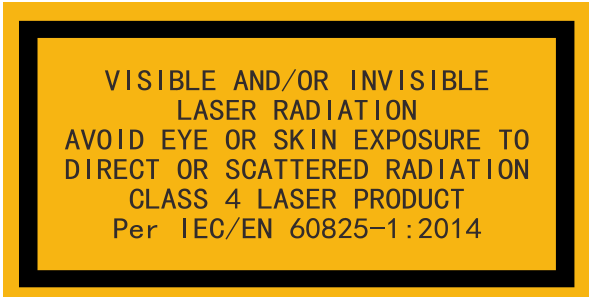 VISIBLE AND/OR INVISIBLE
LASER RADIATION
AVOID EYE OR SKIN EXPOSURE TO
DIRECT OR SCATTERED RADIATION
CLASS 4 LASER PRODUCT
Per IEC/EN 60825-1:2014